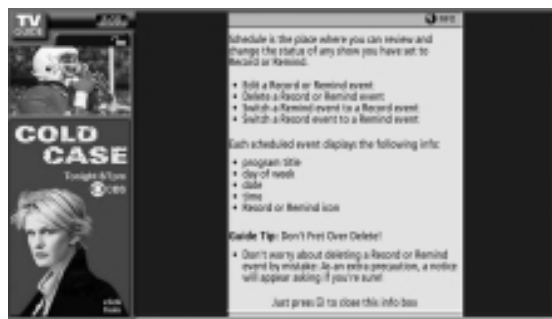 TV
GUIDE
INFO
Schedule is the place where you can review and
change the status of any show you have set to
Record or Remind.
• Edit a Record or Remind event
• Delete a Record or Remind event
• Switch a Remind event to a Record event
• Switch a Record event to a Remind event
Each scheduled event displays the following info:
• program title
• day of week
• date
• time
• Record or Remind icon
Guide Tip: Don't Fret Over Delete!
• Don't worry about deleting a Record or Remind
event by mistake. As an extra precaution, a notice
will appear asking if you're sure!
Just press to close this info box
COLD
CASE
Tonight 8/7pm
CBS